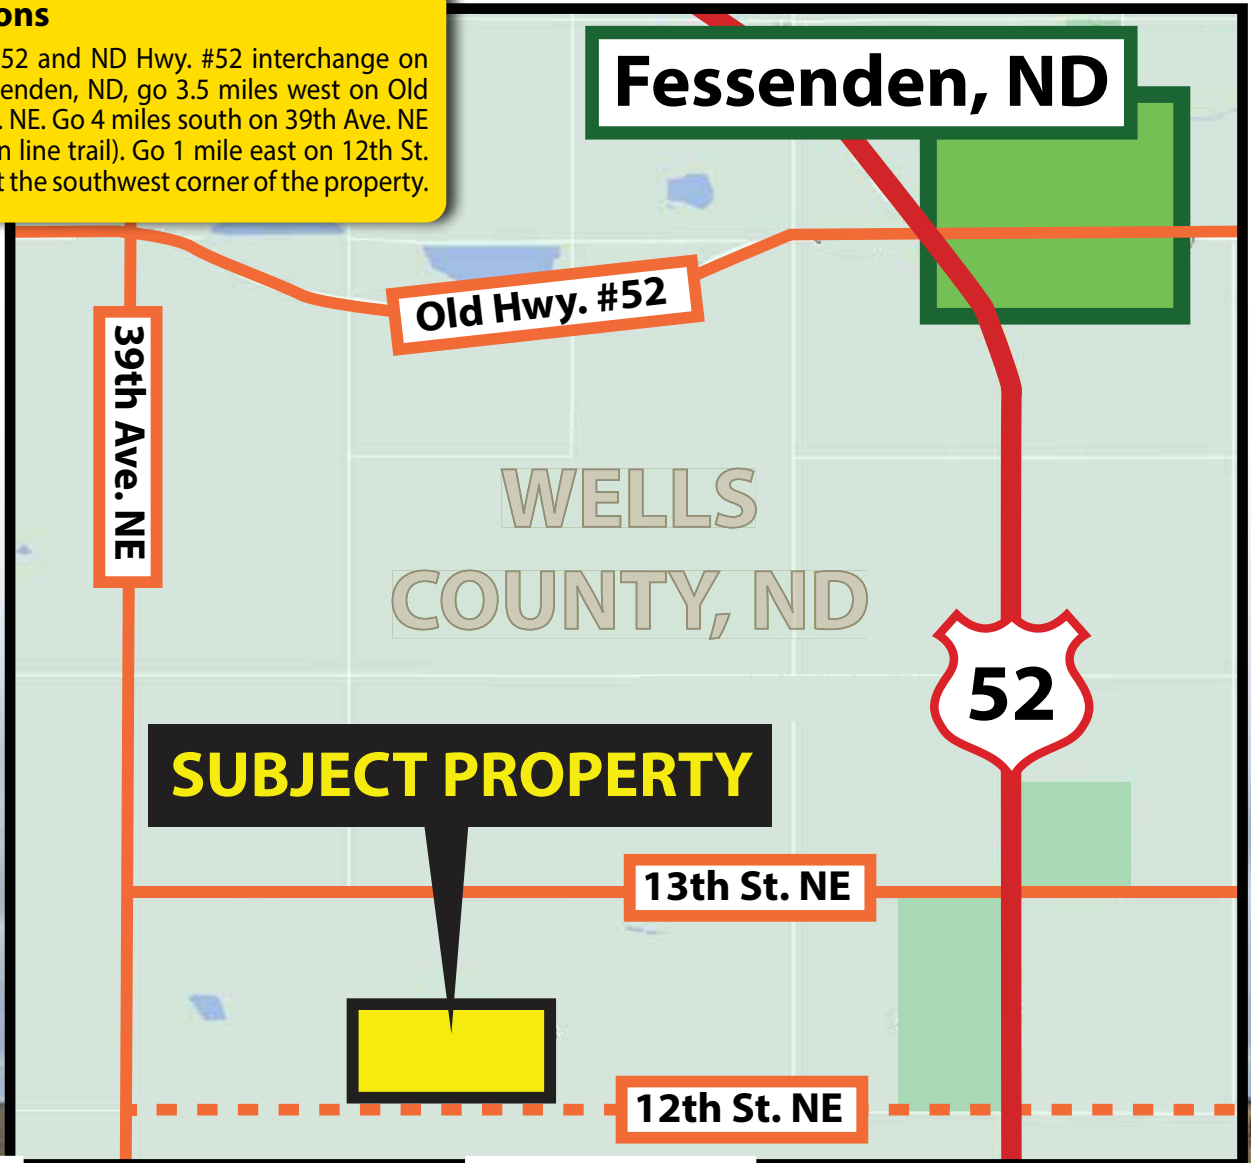 ons
52 and ND Hwy. #52 interchange on
enden, ND, go 3.5 miles west on Old
. NE. Go 4 miles south on 39th Ave. NE
n line trail). Go 1 mile east on 12th St.
t the southwest corner of the property.
Fessenden, ND
Old Hwy. #52
39th Ave. NE
WELLS
COUNTY, ND
52
SUBJECT PROPERTY
13th St. NE
12th St. NE